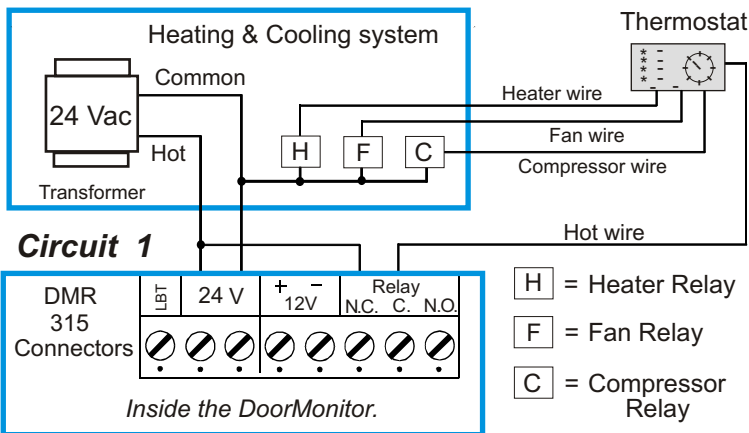 Thermostat
Heating & Cooling system
Common
24 Vac
Hot
Transformer
H
F
C
Heater wire
Fan wire
Compressor wire
Hot wire
Circuit 1
DMR
315
Connectors
LBT
24 V
+ −
12V
Relay
N.C. C. N.O.
Inside the DoorMonitor.
H = Heater Relay
F = Fan Relay
C = Compressor
Relay